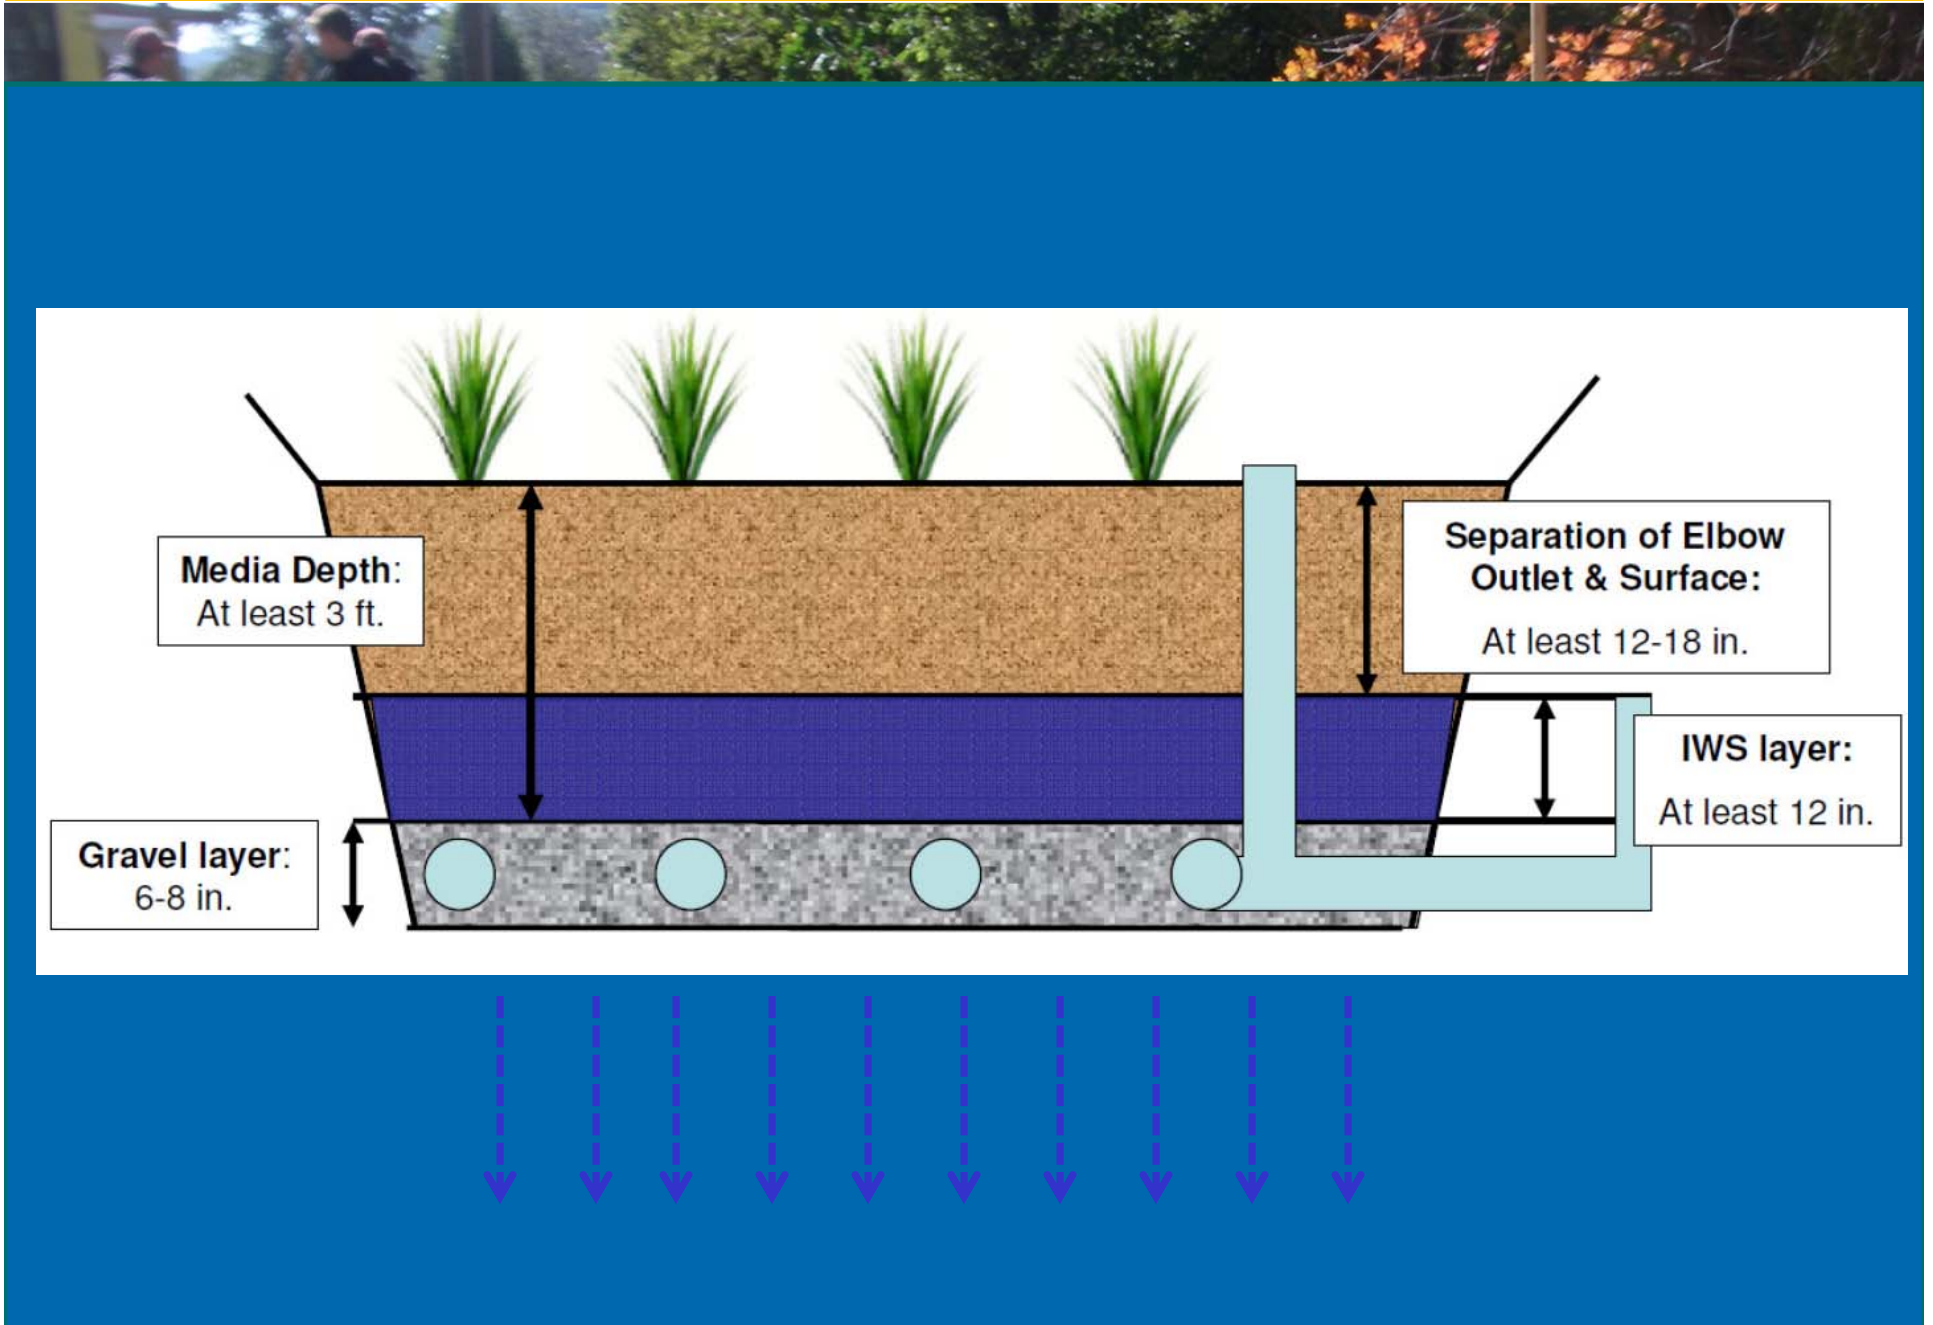 Media Depth:
At least 3 ft.
Separation of Elbow
Outlet & Surface:
At least 12-18 in.
IWS layer:
At least 12 in.
Gravel layer:
6-8 in.